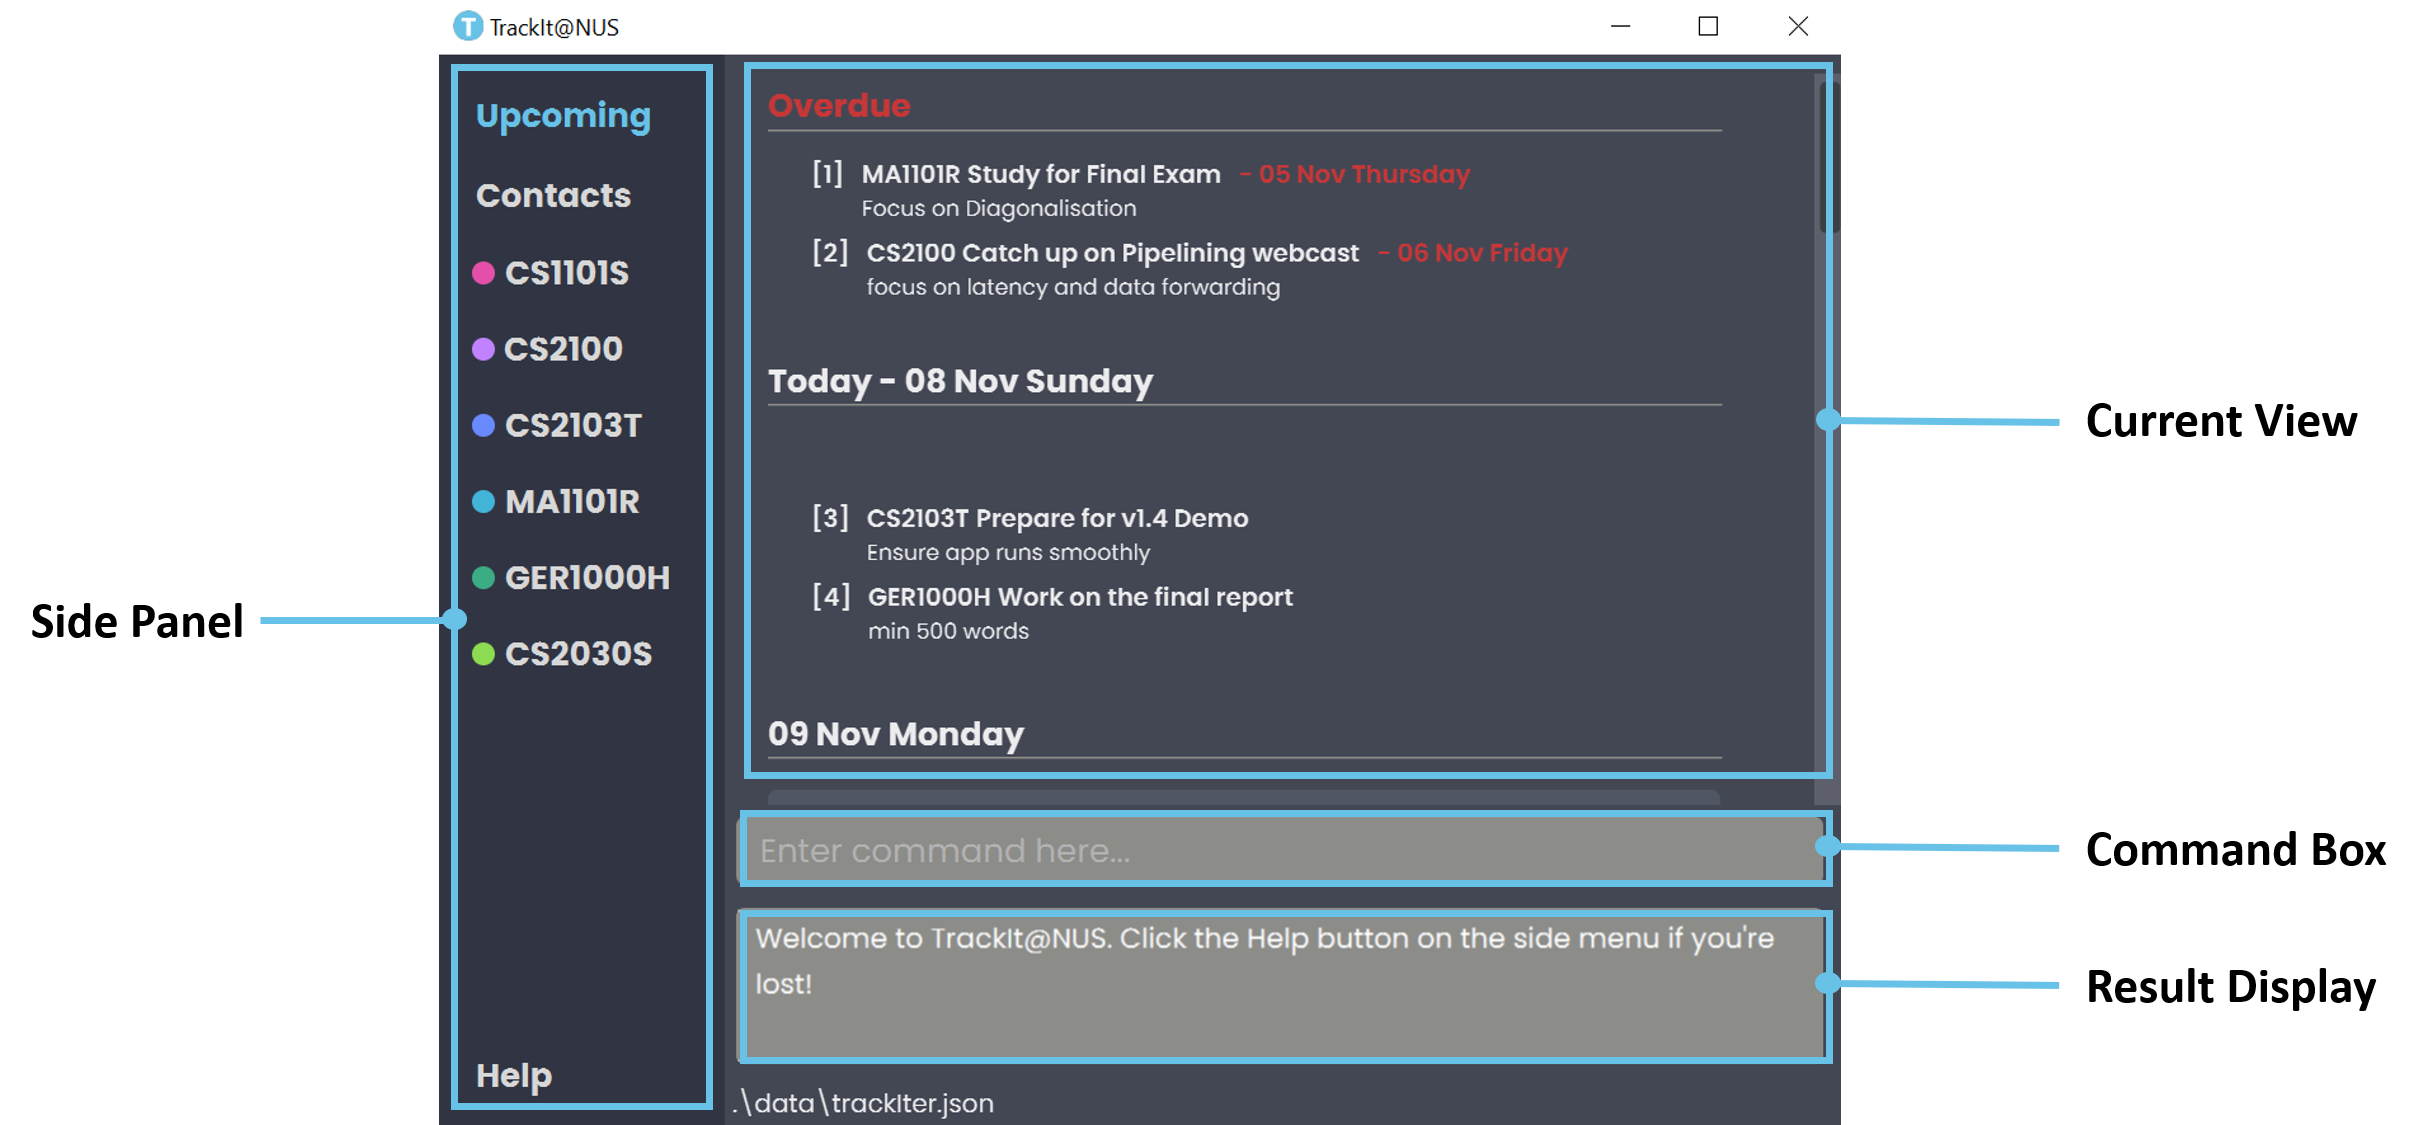 TrackIt@NUS
Upcoming
Contacts
CS1101S
CS2100
CS2103T
MA1101R
GER1000H
CS2030S
Help
Side Panel
Overdue
[1] MA1101R Study for Final Exam - 05 Nov Thursday
Focus on Diagonalisation
[2] CS2100 Catch up on Pipelining webcast - 06 Nov Friday
focus on latency and data forwarding
Today - 08 Nov Sunday
[3] CS2103T Prepare for v1.4 Demo
Ensure app runs smoothly
[4] GER1000H Work on the final report
min 500 words
09 Nov Monday
Enter command here...
Welcome to TrackIt@NUS. Click the Help button on the side menu if you're
lost!
.\data\trackIter.json
Current View
Command Box
Result Display